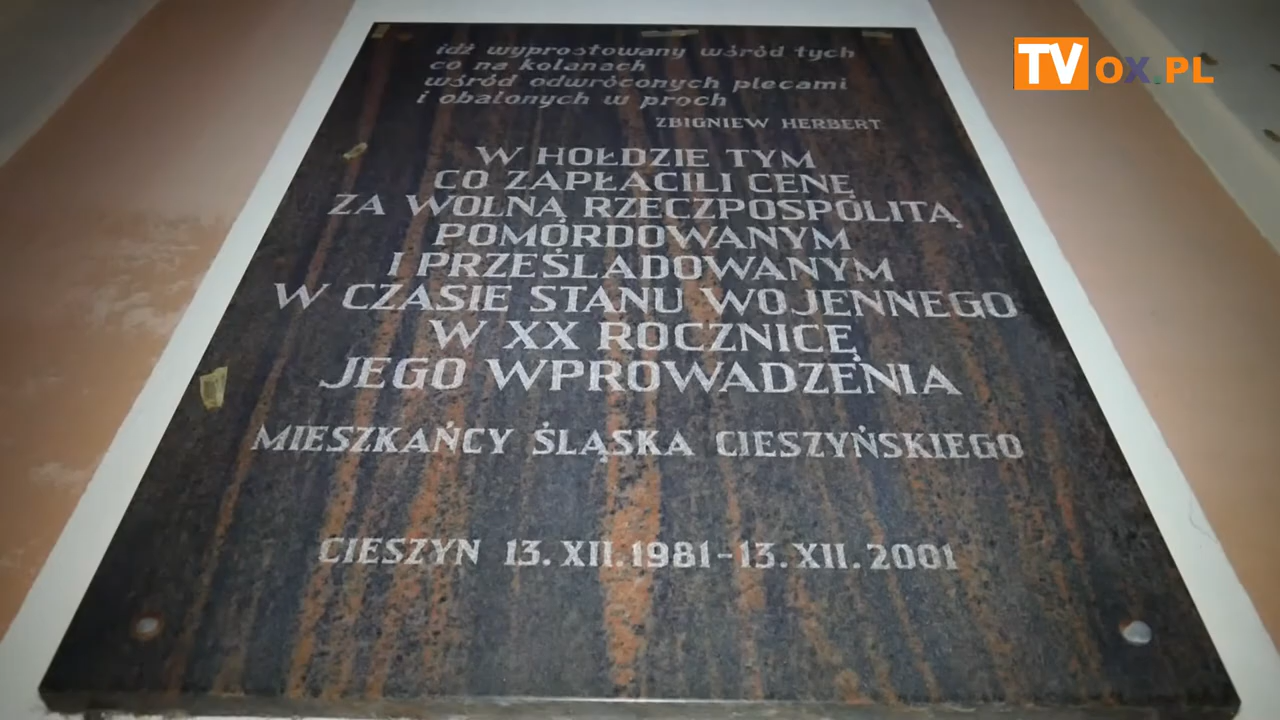 idź wyprostowany wśród tych
co na kolanach
wśród odwróconych plecami
i obalonych w proch
ZBIGNIEW HERBERT
W HOŁDZIE TYM
CO ZAPŁACILI CENĘ
ZA WOLNĄ RZECZPOSPÓLITĄ
POMORDOWANYM
I PRZEŚLADOWANYM
W CZASIE STANU WOJENNEGO
W XX ROCZNICĘ
JEGO WPROWADZENIA
MIESZKAŃCY ŚLĄSKA CIESZYŃSKIEGO
CIESZYN 13.XII.1981-13.XII.2001
TVOX.PL